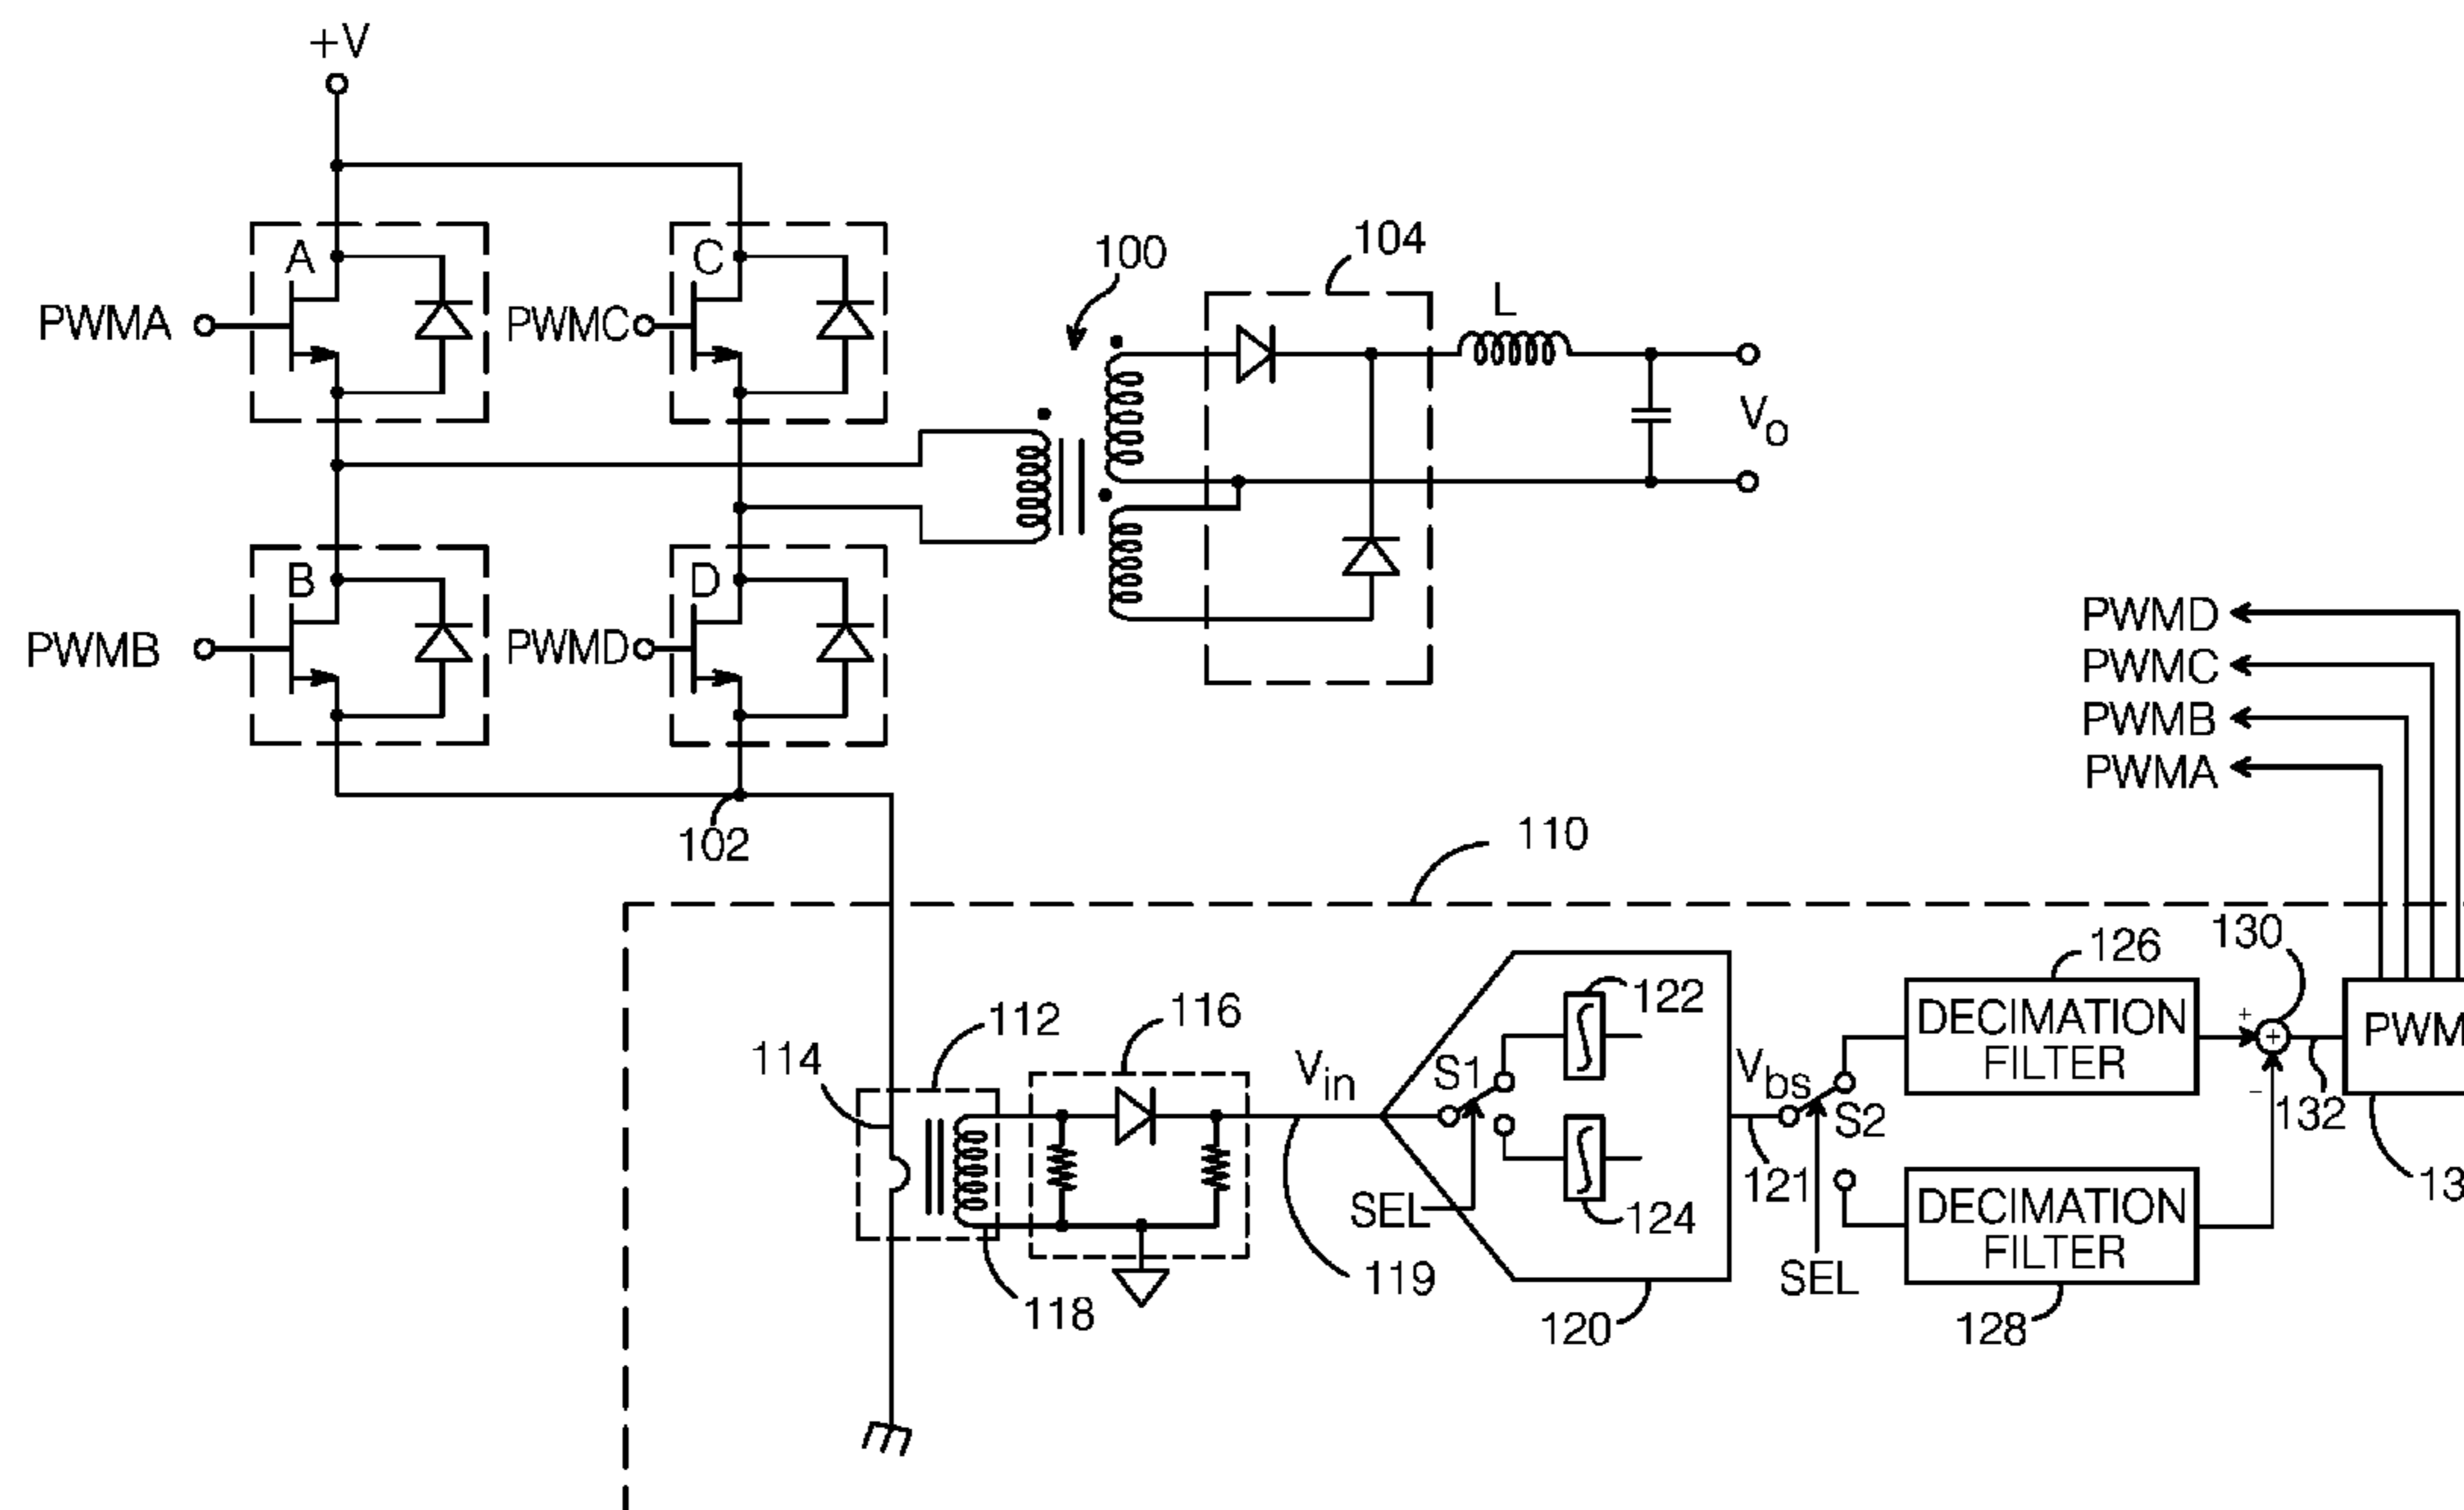 +V
A
C
PWMA
PWMC
100
104
L
Vo
B
D
PWMB
PWMD
PWMD
PWMC
PWMB
PWMA
102
110
130
126
122
112
116
114
DECIMATION
FILTER
+
+
PWM
Vin
S1
Vbs
S2
−
132
121
13
SEL
124
DECIMATION
FILTER
119
SEL
118
120
128